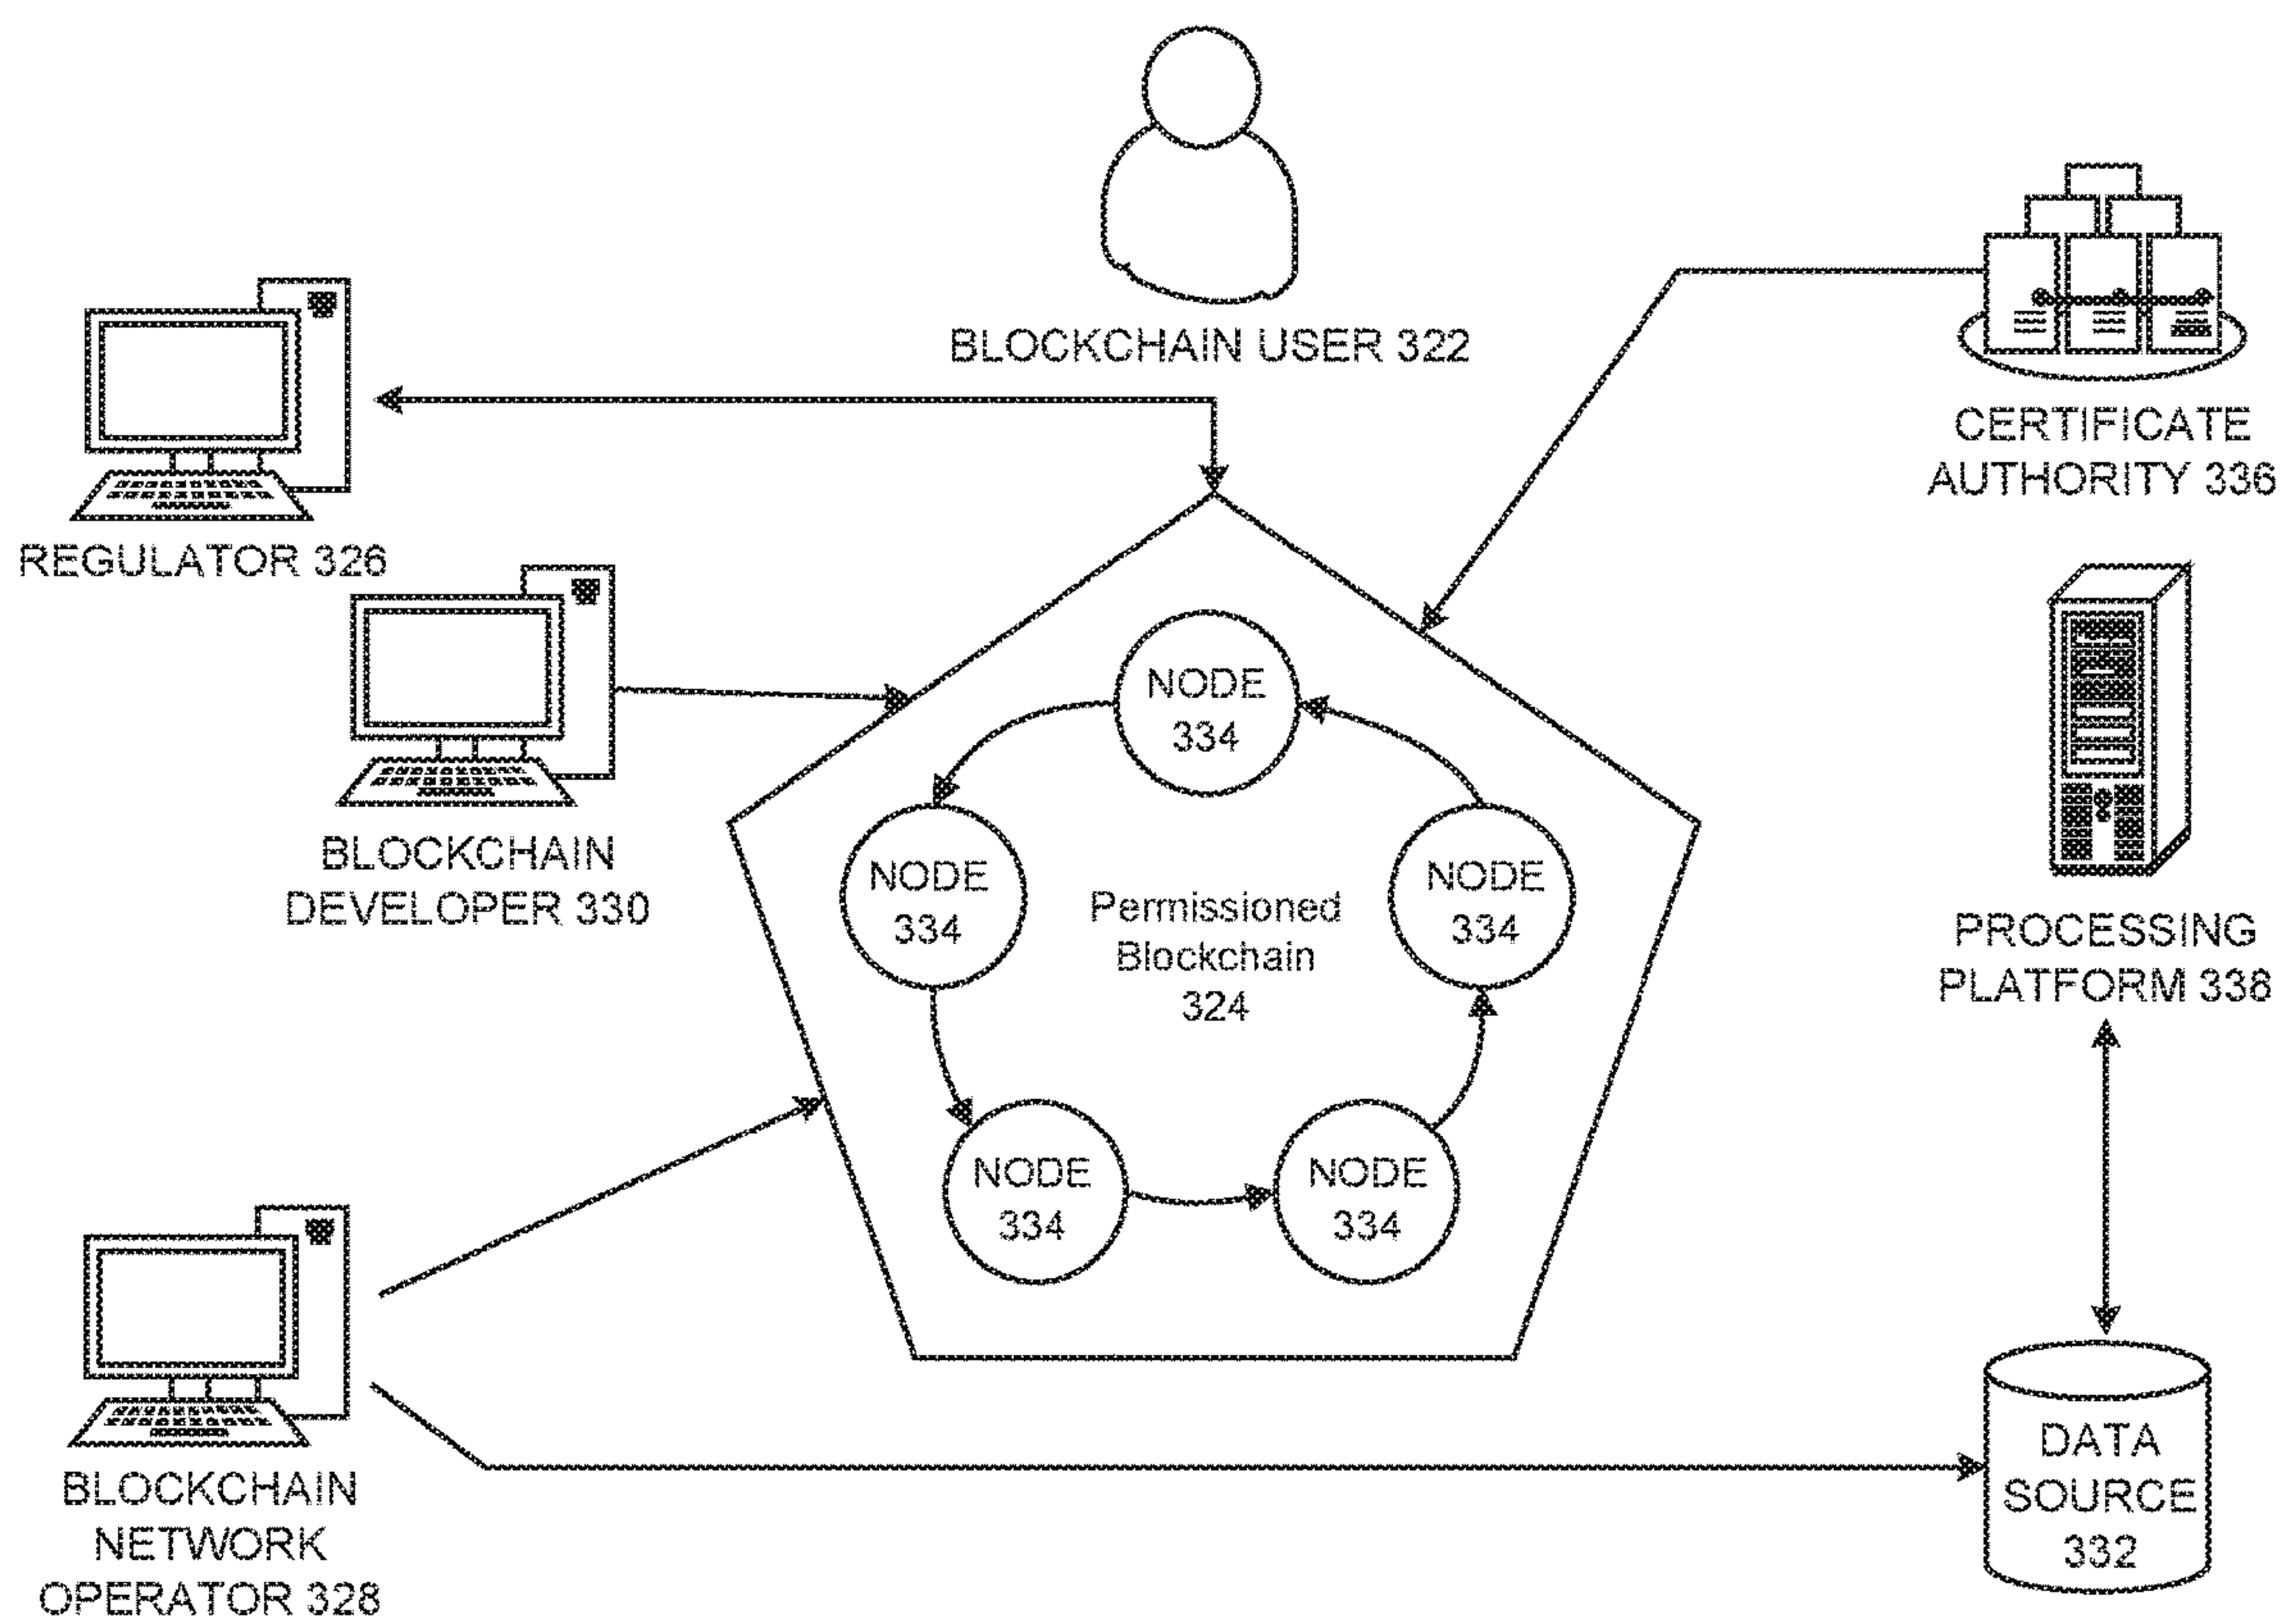 BLOCKCHAIN USER 322
CERTIFICATE
AUTHORITY 336
REGULATOR 326
BLOCKCHAIN
DEVELOPER 330
NODE
334
NODE
334
Permissioned
Blockchain
324
NODE
334
NODE
334
NODE
334
PROCESSING
PLATFORM 338
BLOCKCHAIN
NETWORK
OPERATOR 328
DATA
SOURCE
332